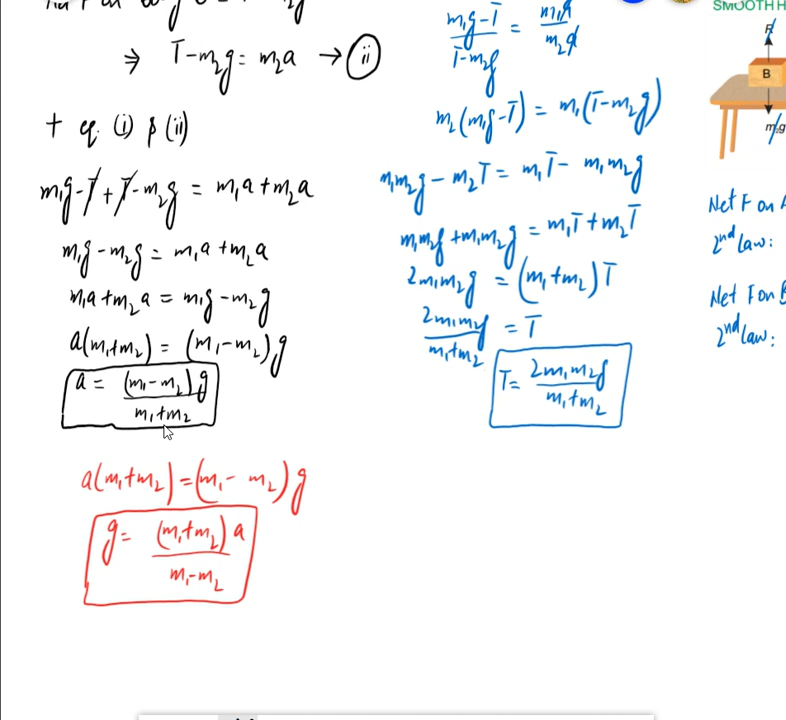 ⇒ T-m₂g = m₂a → (ii)
+ eq. (i) & (ii)
m₁g-T+T-m₂g = m₁a+m₂a
m₁g-m₂g = m₁a+m₂a
m₁a+m₂a = m₁g-m₂g
a(m₁+m₂) = (m₁-m₂)g
a = (m₁-m₂)g / m₁+m₂
a(m₁+m₂) = (m₁-m₂)g
g = (m₁+m₂)a / m₁-m₂
m₁g-T / T-m₂g = m₁a / m₂a
m₂(m₁g-T) = m₁(T-m₂g)
m₁m₂g - m₂T = m₁T - m₁m₂g
m₁m₂g + m₁m₂g = m₁T+m₂T
2m₁m₂g = (m₁+m₂)T
2m₁m₂g / m₁+m₂ = T
T = 2m₁m₂g / m₁+m₂
SMOOTH H
B
Net F on A
2nd law:
Net F on B
2nd law: